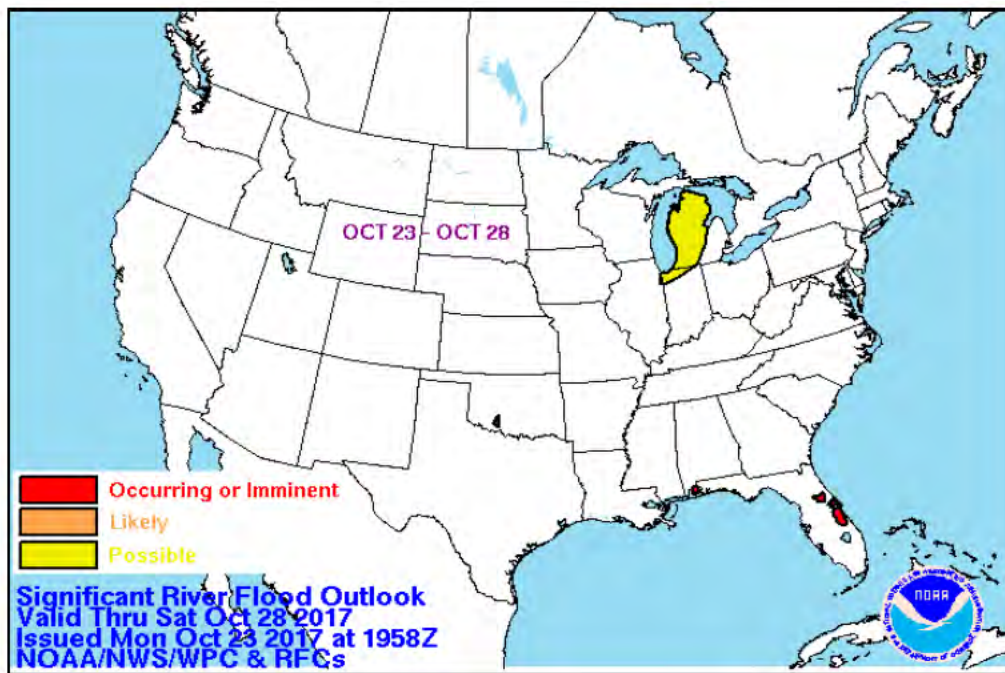 OCT 23 - OCT 28
Occurring or Imminent
Likely
Possible
Significant River Flood Outlook
Valid Thru Sat Oct 28 2017
Issued Mon Oct 23 2017 at 1958Z
NOAA/NWS/WPC & RFCs
NOAA